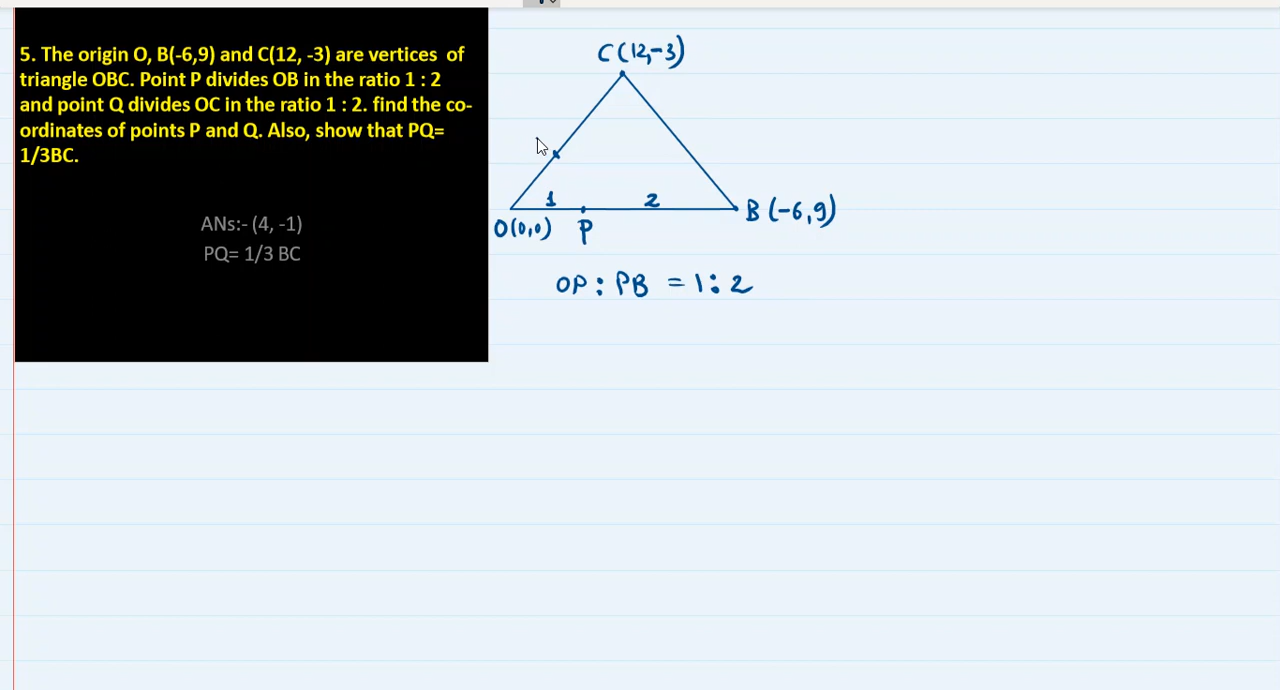 5. The origin O, B(-6,9) and C(12, -3) are vertices of
triangle OBC. Point P divides OB in the ratio 1 : 2
and point Q divides OC in the ratio 1 : 2. find the co-
ordinates of points P and Q. Also, show that PQ=
1/3BC.
ANs:- (4, -1)
PQ= 1/3 BC
C(12,-3)
1
2
B(-6,9)
O(0,0)
P
OP : PB = 1 : 2